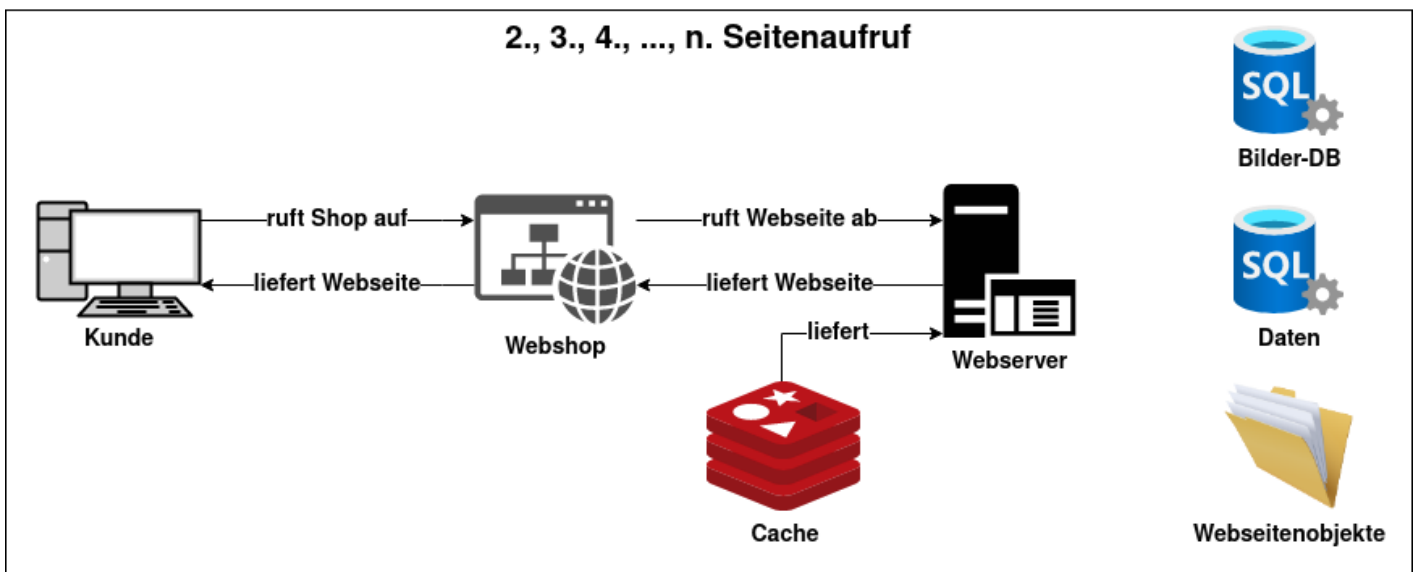 2., 3., 4., ..., n. Seitenaufruf
SQL
Bilder-DB
ruft Shop auf
ruft Webseite ab
liefert Webseite
liefert Webseite
SQL
Kunde
Webshop
liefert
Webserver
Daten
Cache
Webseitenobjekte